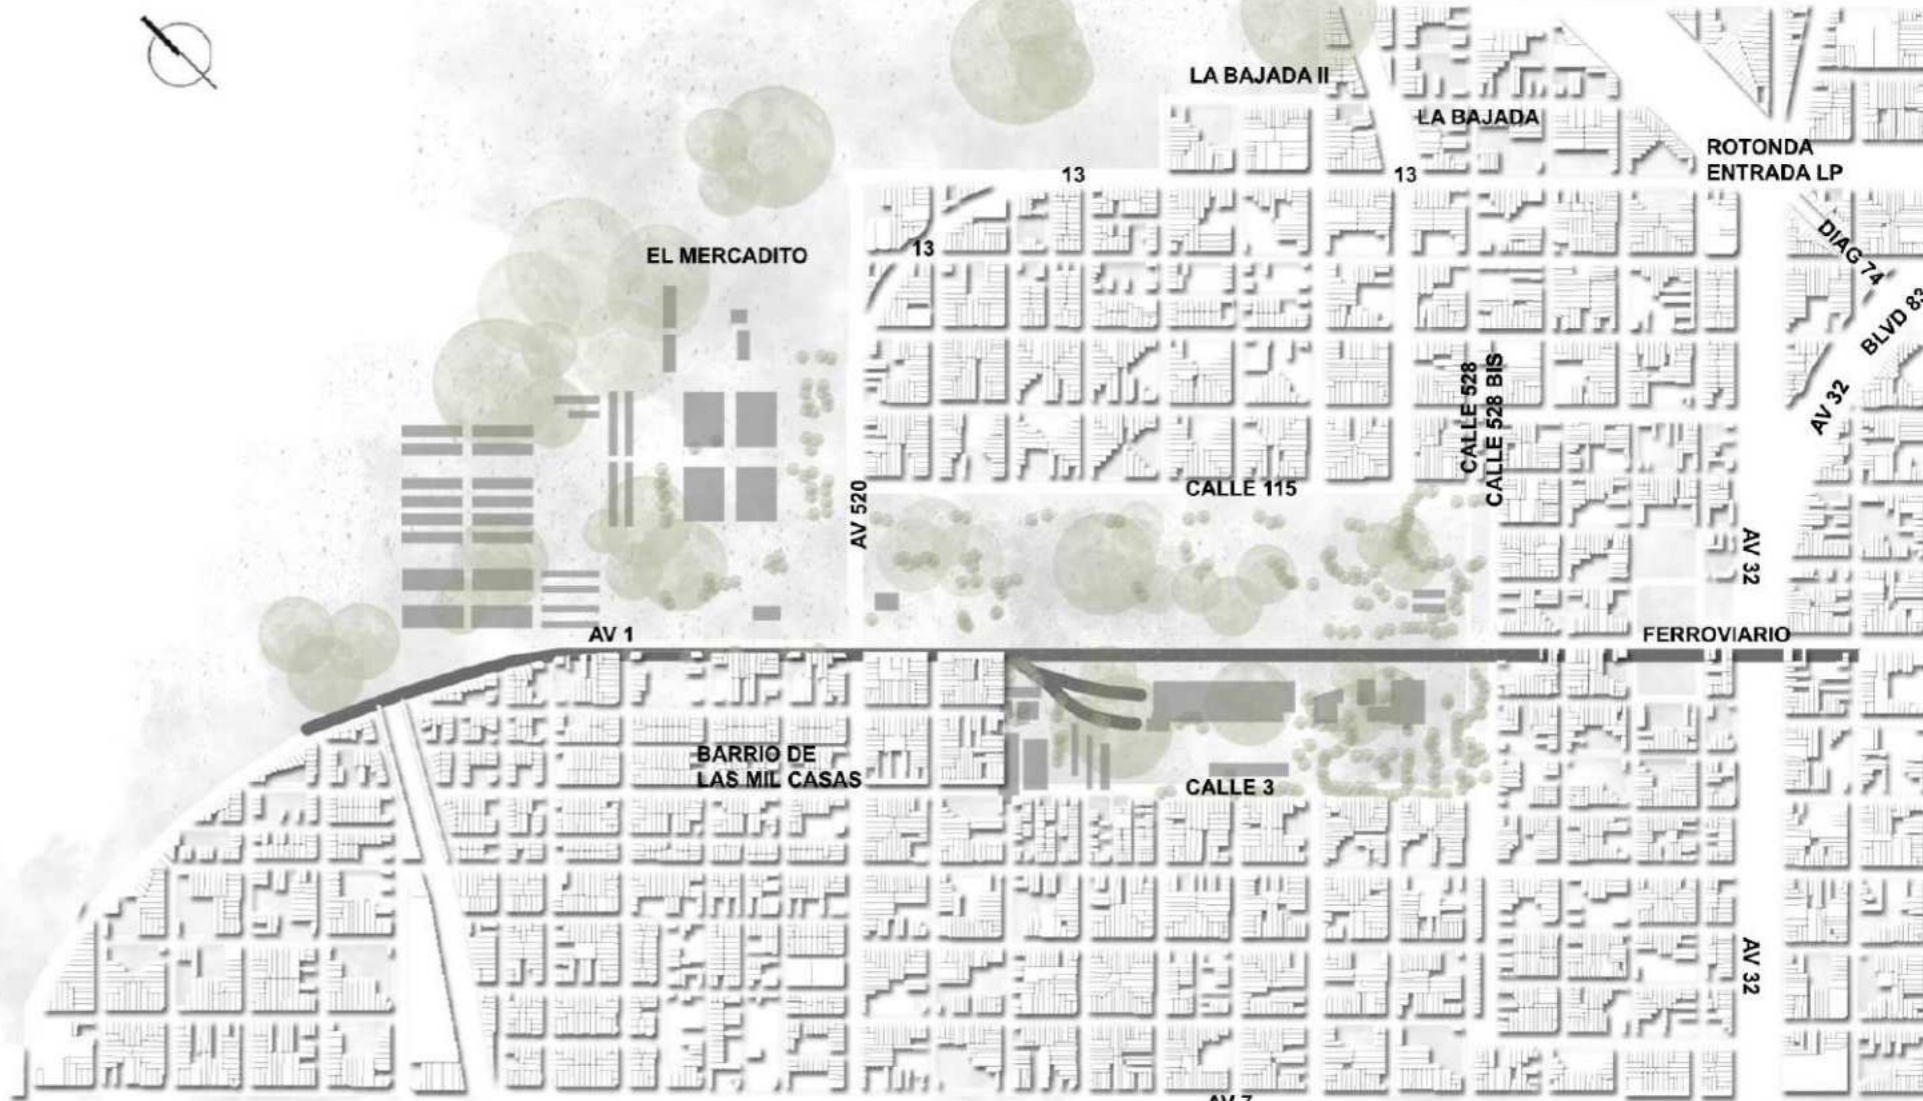 LA BAJADA II
LA BAJADA
ROTONDA
ENTRADA LP
13
13
13
DIAG 74
BLVD 83
EL MERCADITO
AV 32
CALLE 528
CALLE 528 BIS
CALLE 115
AV 520
AV 32
AV 1
FERROVIARIO
BARRIO DE
LAS MIL CASAS
CALLE 3
AV 32
AV 7